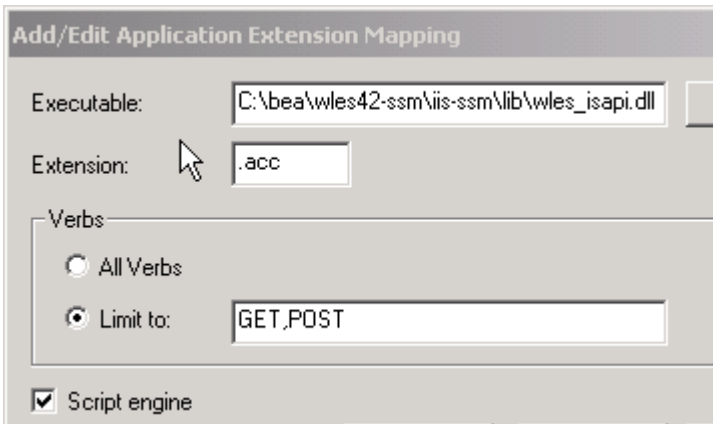 Add/Edit Application Extension Mapping
Executable: C:\bea\wles42-ssm\iis-ssm\lib\wles_isapi.dll
Extension: .acc
Verbs
All Verbs
Limit to: GET,POST
Script engine